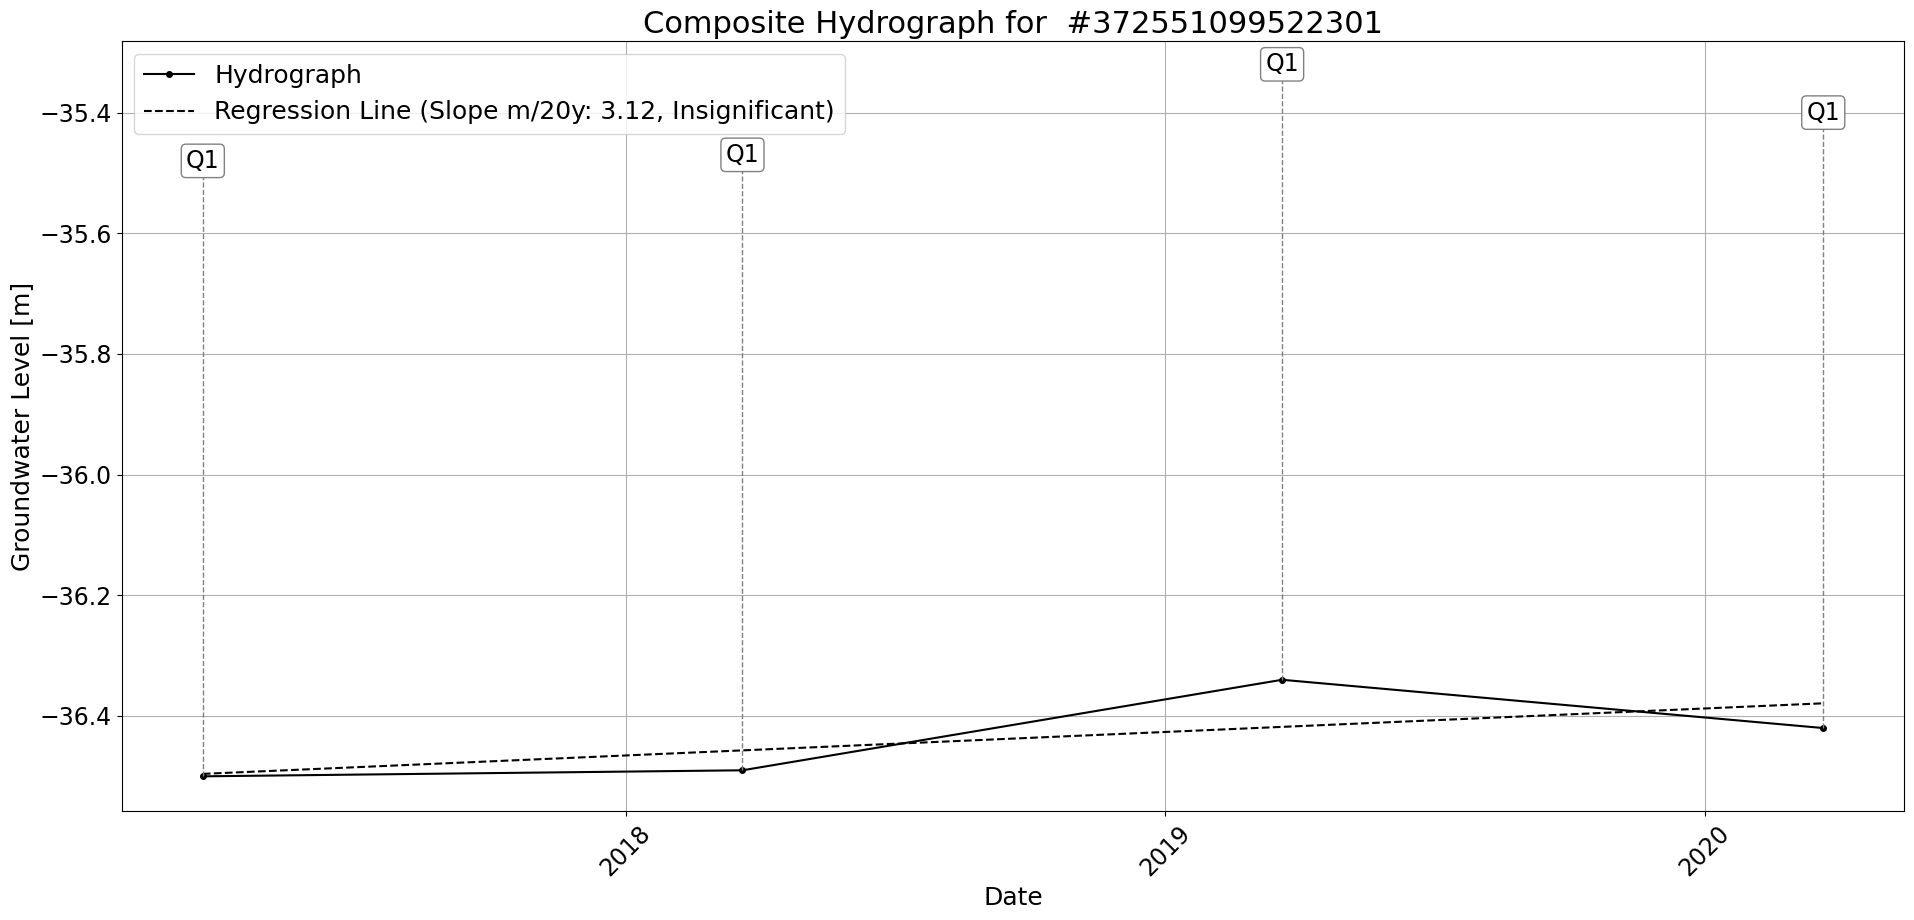 Composite Hydrograph for  #372551099522301
Hydrograph
Regression Line (Slope m/20y: 3.12, Insignificant)
Q1
Q1
Q1
Q1
−35.4
−35.6
−35.8
−36.0
−36.2
−36.4
Groundwater Level [m]
2018
2019
2020
Date